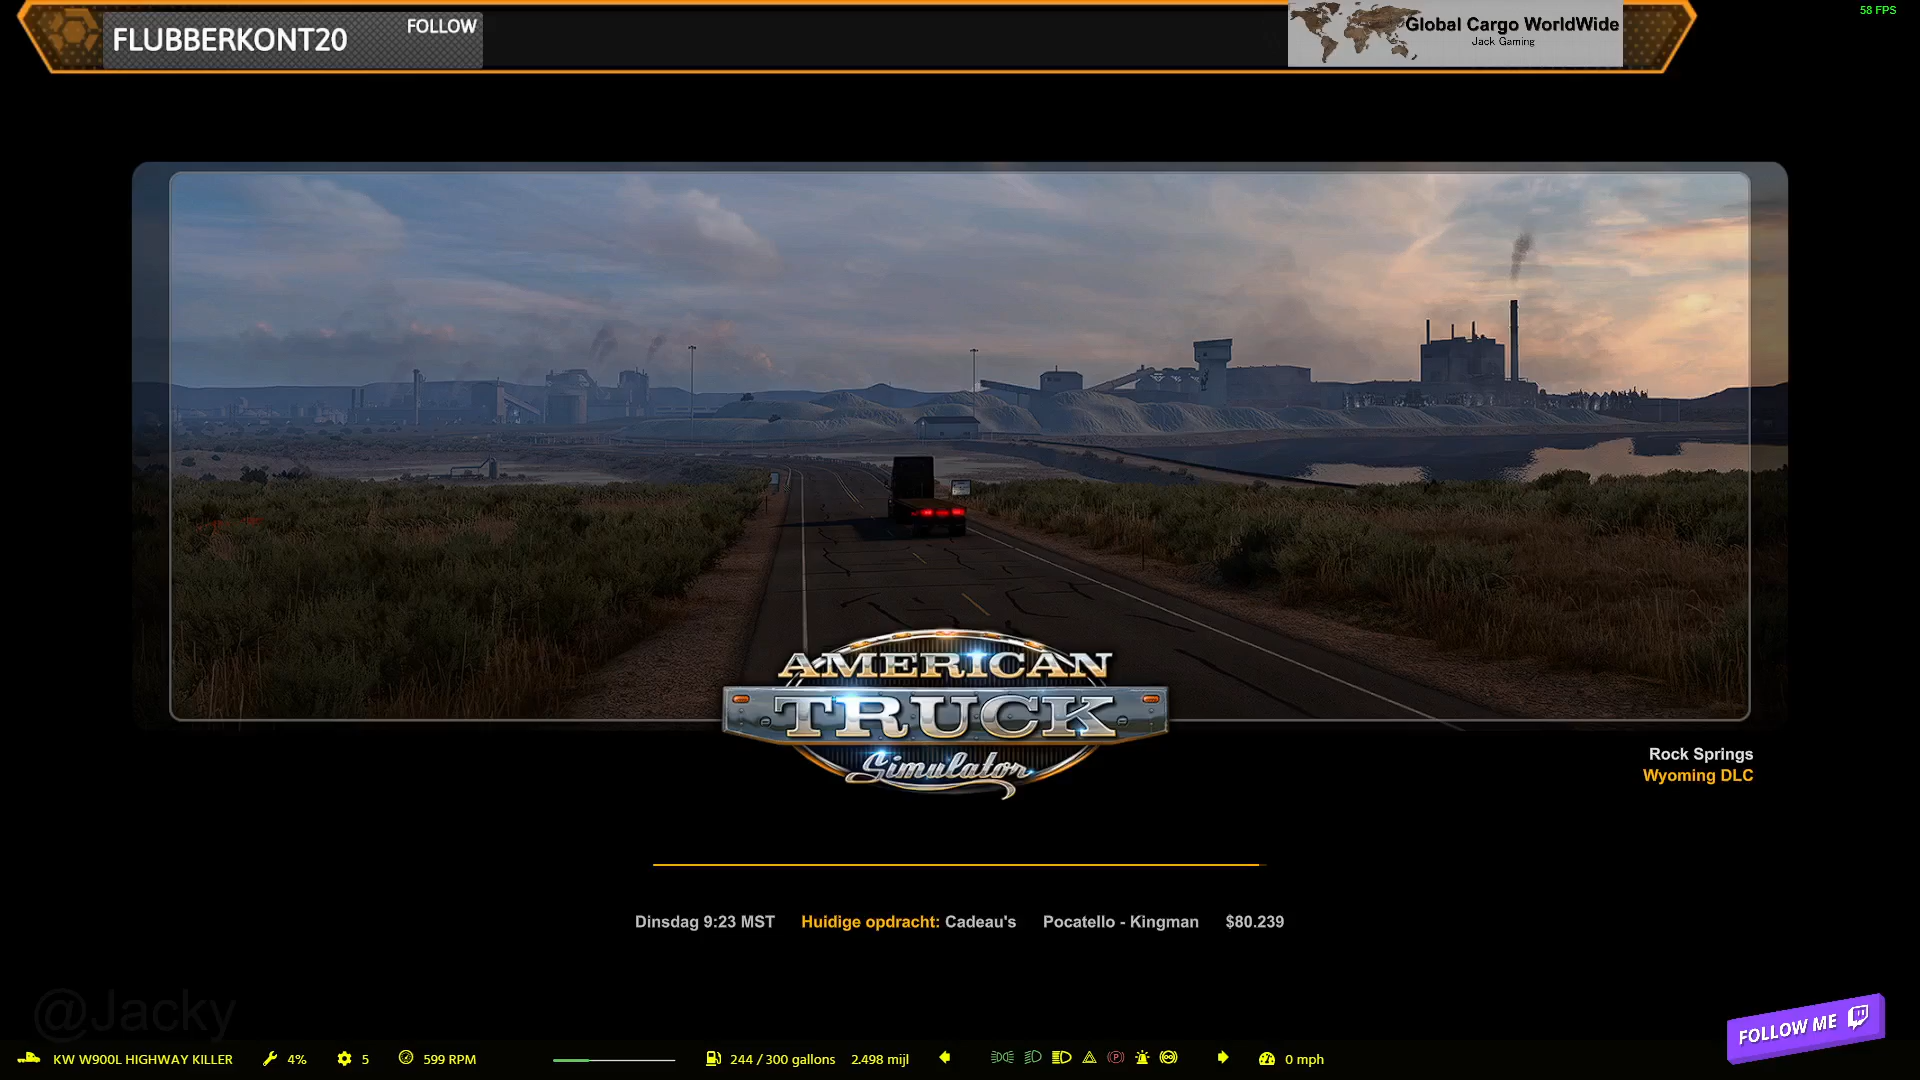 58 FPS
FLUBBERKONT20
FOLLOW
Global Cargo WorldWide
Jack Gaming
AMERICAN
TRUCK
Simulator
Rock Springs
Wyoming DLC
Dinsdag 9:23 MST Huidige opdracht: Cadeau's Pocatello - Kingman $80.239
@Jacky
FOLLOW ME
KW W900L HIGHWAY KILLER 4% 5 599 RPM 244 / 300 gallons 2.498 mijl 0 mph